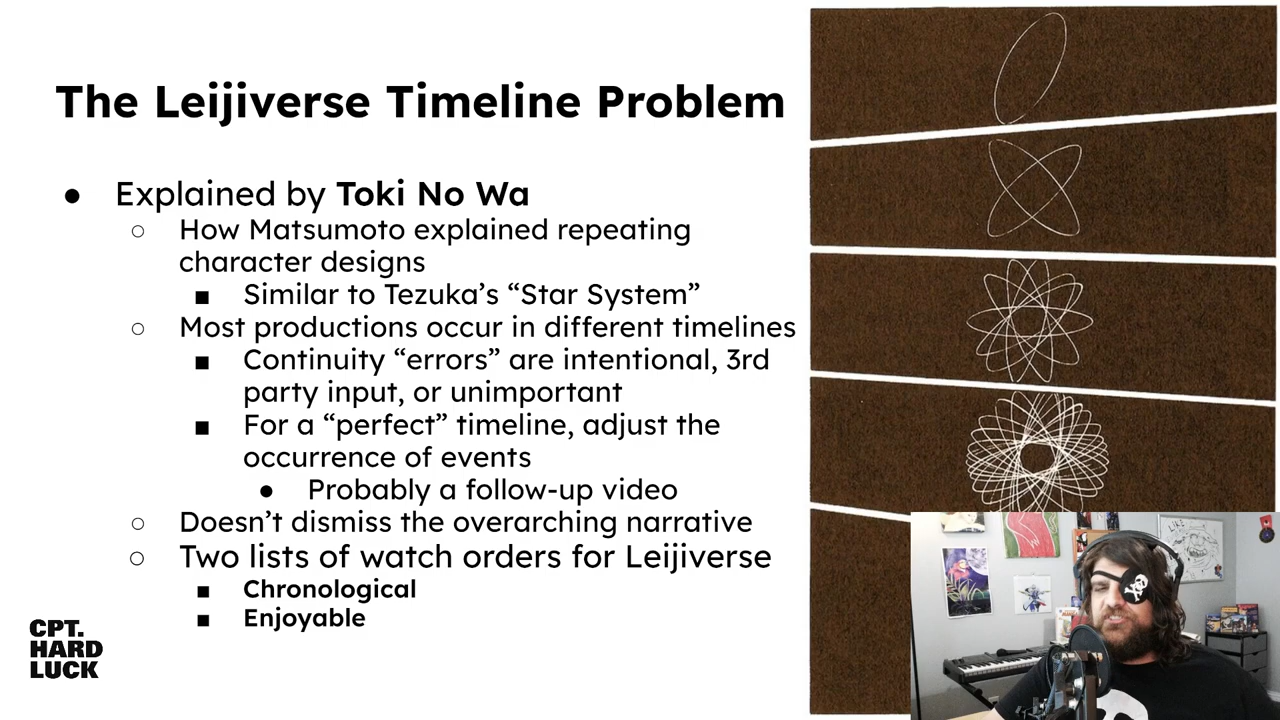 The Leijiverse Timeline Problem
● Explained by Toki No Wa
○ How Matsumoto explained repeating
character designs
■ Similar to Tezuka’s “Star System”
○ Most productions occur in different timelines
■ Continuity “errors” are intentional, 3rd
party input, or unimportant
■ For a “perfect” timeline, adjust the
occurrence of events
● Probably a follow-up video
○ Doesn’t dismiss the overarching narrative
○ Two lists of watch orders for Leijiverse
■ Chronological
■ Enjoyable
CPT.
HARD
LUCK
LIKE